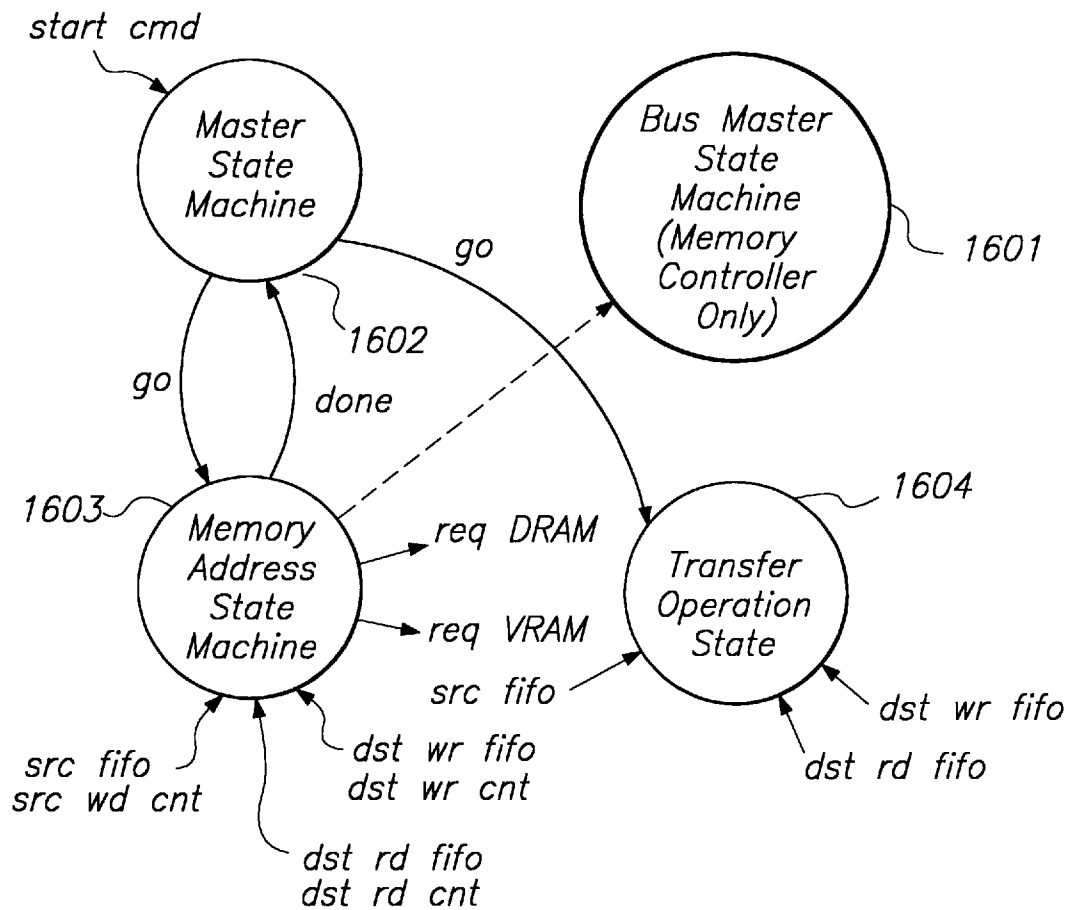 start cmd
Master
State
Machine
Bus Master
State
Machine
(Memory
Controller
Only)
1601
go
1602
go
done
1603
Memory
Address
State
Machine
req DRAM
req VRAM
1604
Transfer
Operation
State
src fifo
dst wr fifo
dst rd fifo
src fifo
src wd cnt
dst wr fifo
dst wr cnt
dst rd fifo
dst rd cnt